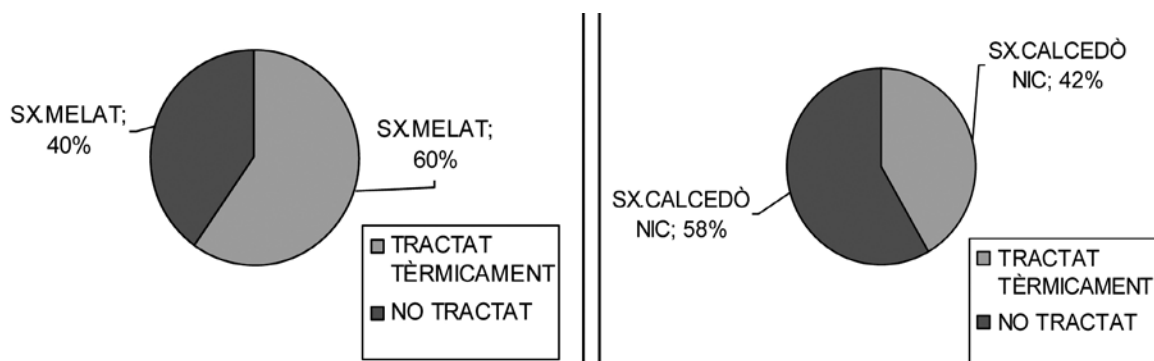 SX.MELAT;
40%
SX.MELAT;
60%
TRACTAT
TÈRMICAMENT
NO TRACTAT
SX.CALCEDÒ
NIC; 42%
SX.CALCEDÒ
NIC; 58%
TRACTAT
TÈRMICAMENT
NO TRACTAT